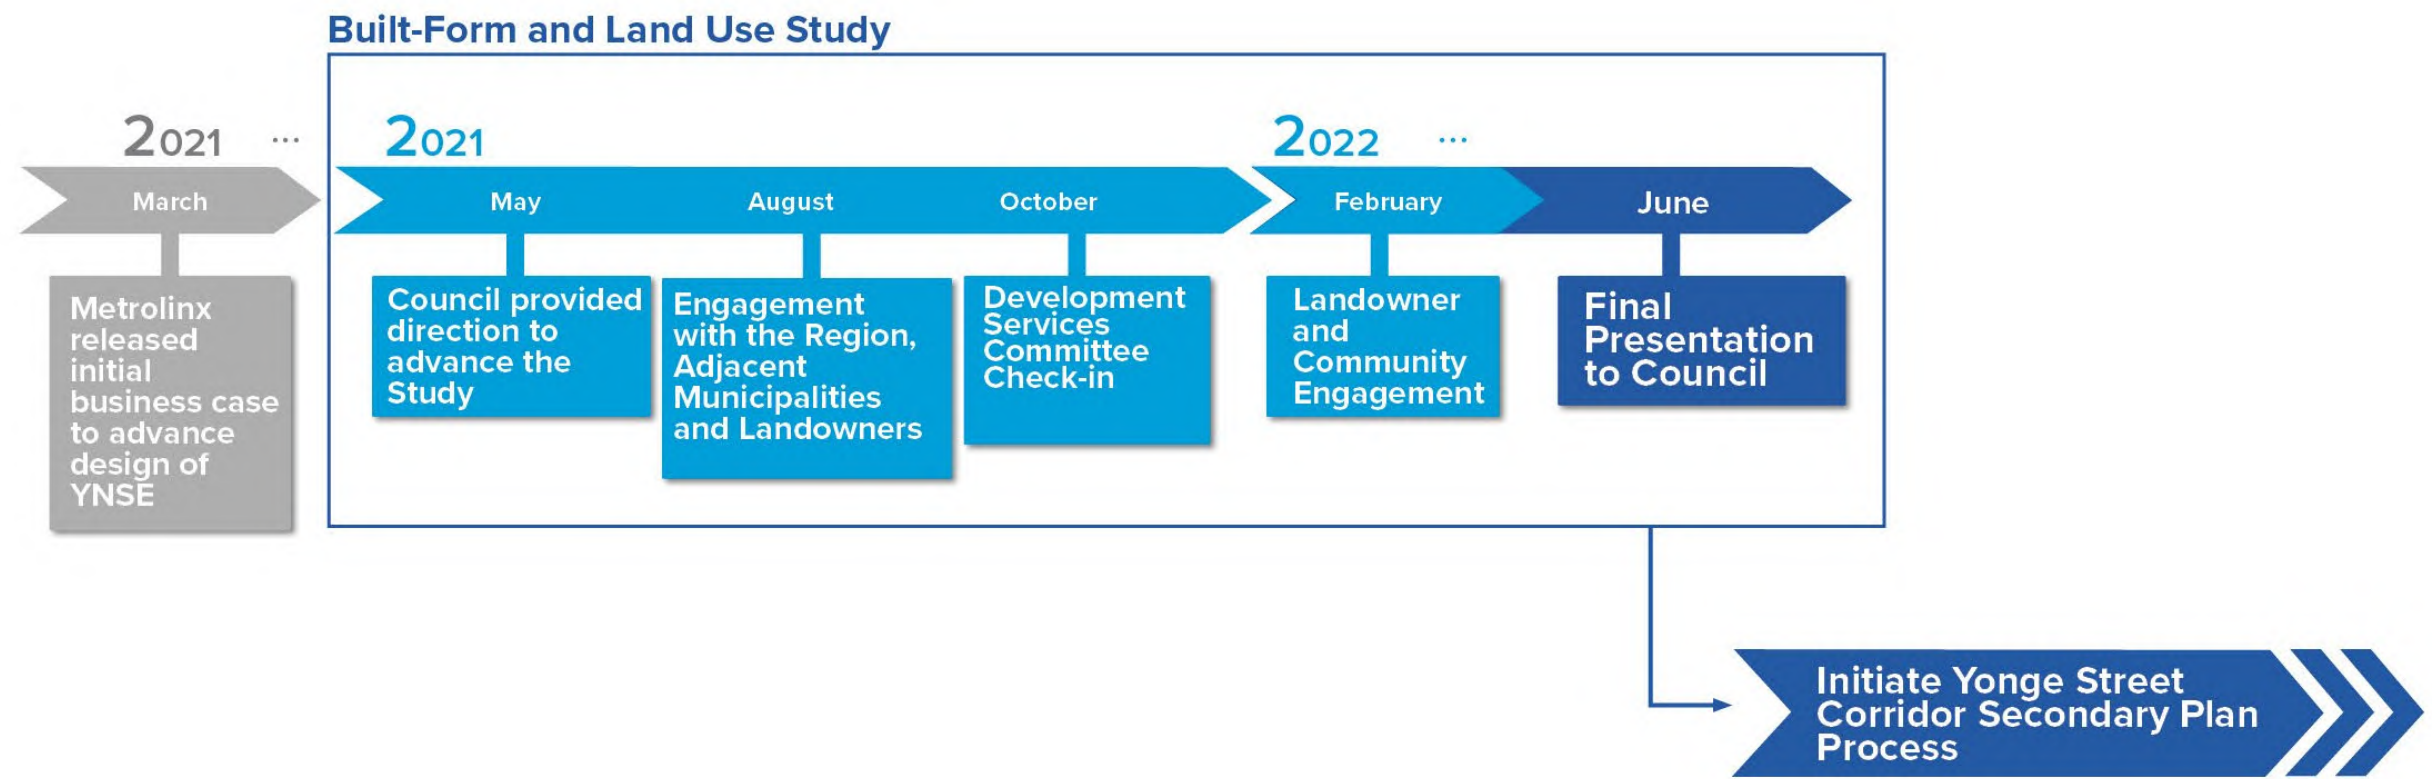 Built-Form and Land Use Study
2021 ...
March
Metrolinx
released
initial
business case
to advance
design of
YNSE
2021
May
Council provided
direction to
advance the
Study
August
Engagement
with the Region,
Adjacent
Municipalities
and Landowners
October
Development
Services
Committee
Check-in
2022 ...
February
Landowner
and
Community
Engagement
June
Final
Presentation
to Council
Initiate Yonge Street
Corridor Secondary Plan
Process